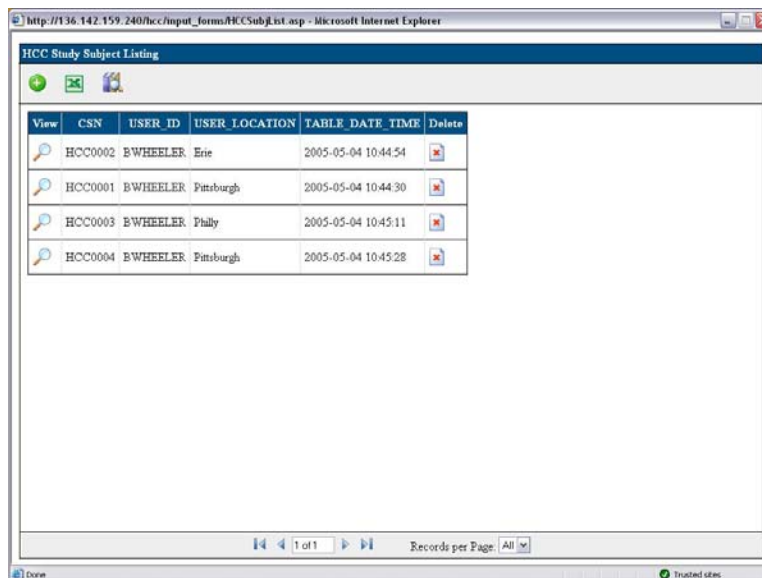 http://136.142.159.240/hcc/input_forms/HCCSubjList.asp - Microsoft Internet Explorer
HCC Study Subject Listing
View CSN USER_ID USER_LOCATION TABLE_DATE_TIME Delete
HCC0002 BWHEELER Erie 2005-05-04 10:44:54
HCC0001 BWHEELER Pittsburgh 2005-05-04 10:44:30
HCC0003 BWHEELER Philly 2005-05-04 10:45:11
HCC0004 BWHEELER Pittsburgh 2005-05-04 10:45:28
1 of 1 Records per Page: All
Done Trusted sites